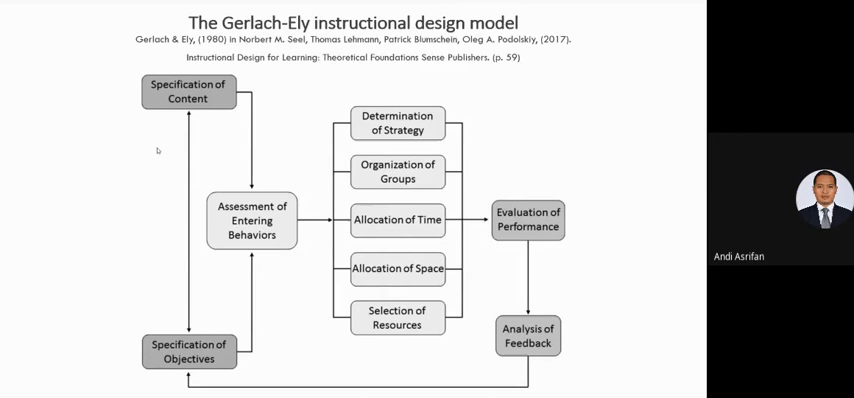 The Gerlach-Ely instructional design model
Gerlach & Ely, (1980) in Norbert M. Seel, Thomas Lehmann, Patrick Blumschein, Oleg A. Podolskiy, (2017).
Instructional Design for Learning: Theoretical Foundations Sense Publishers. (p. 59)
Specification of
Content
Determination
of Strategy
Organization of
Groups
Assessment of
Entering
Behaviors
Allocation of Time
Evaluation of
Performance
Allocation of Space
Selection of
Resources
Specification of
Objectives
Analysis of
Feedback
Andi Asrifan